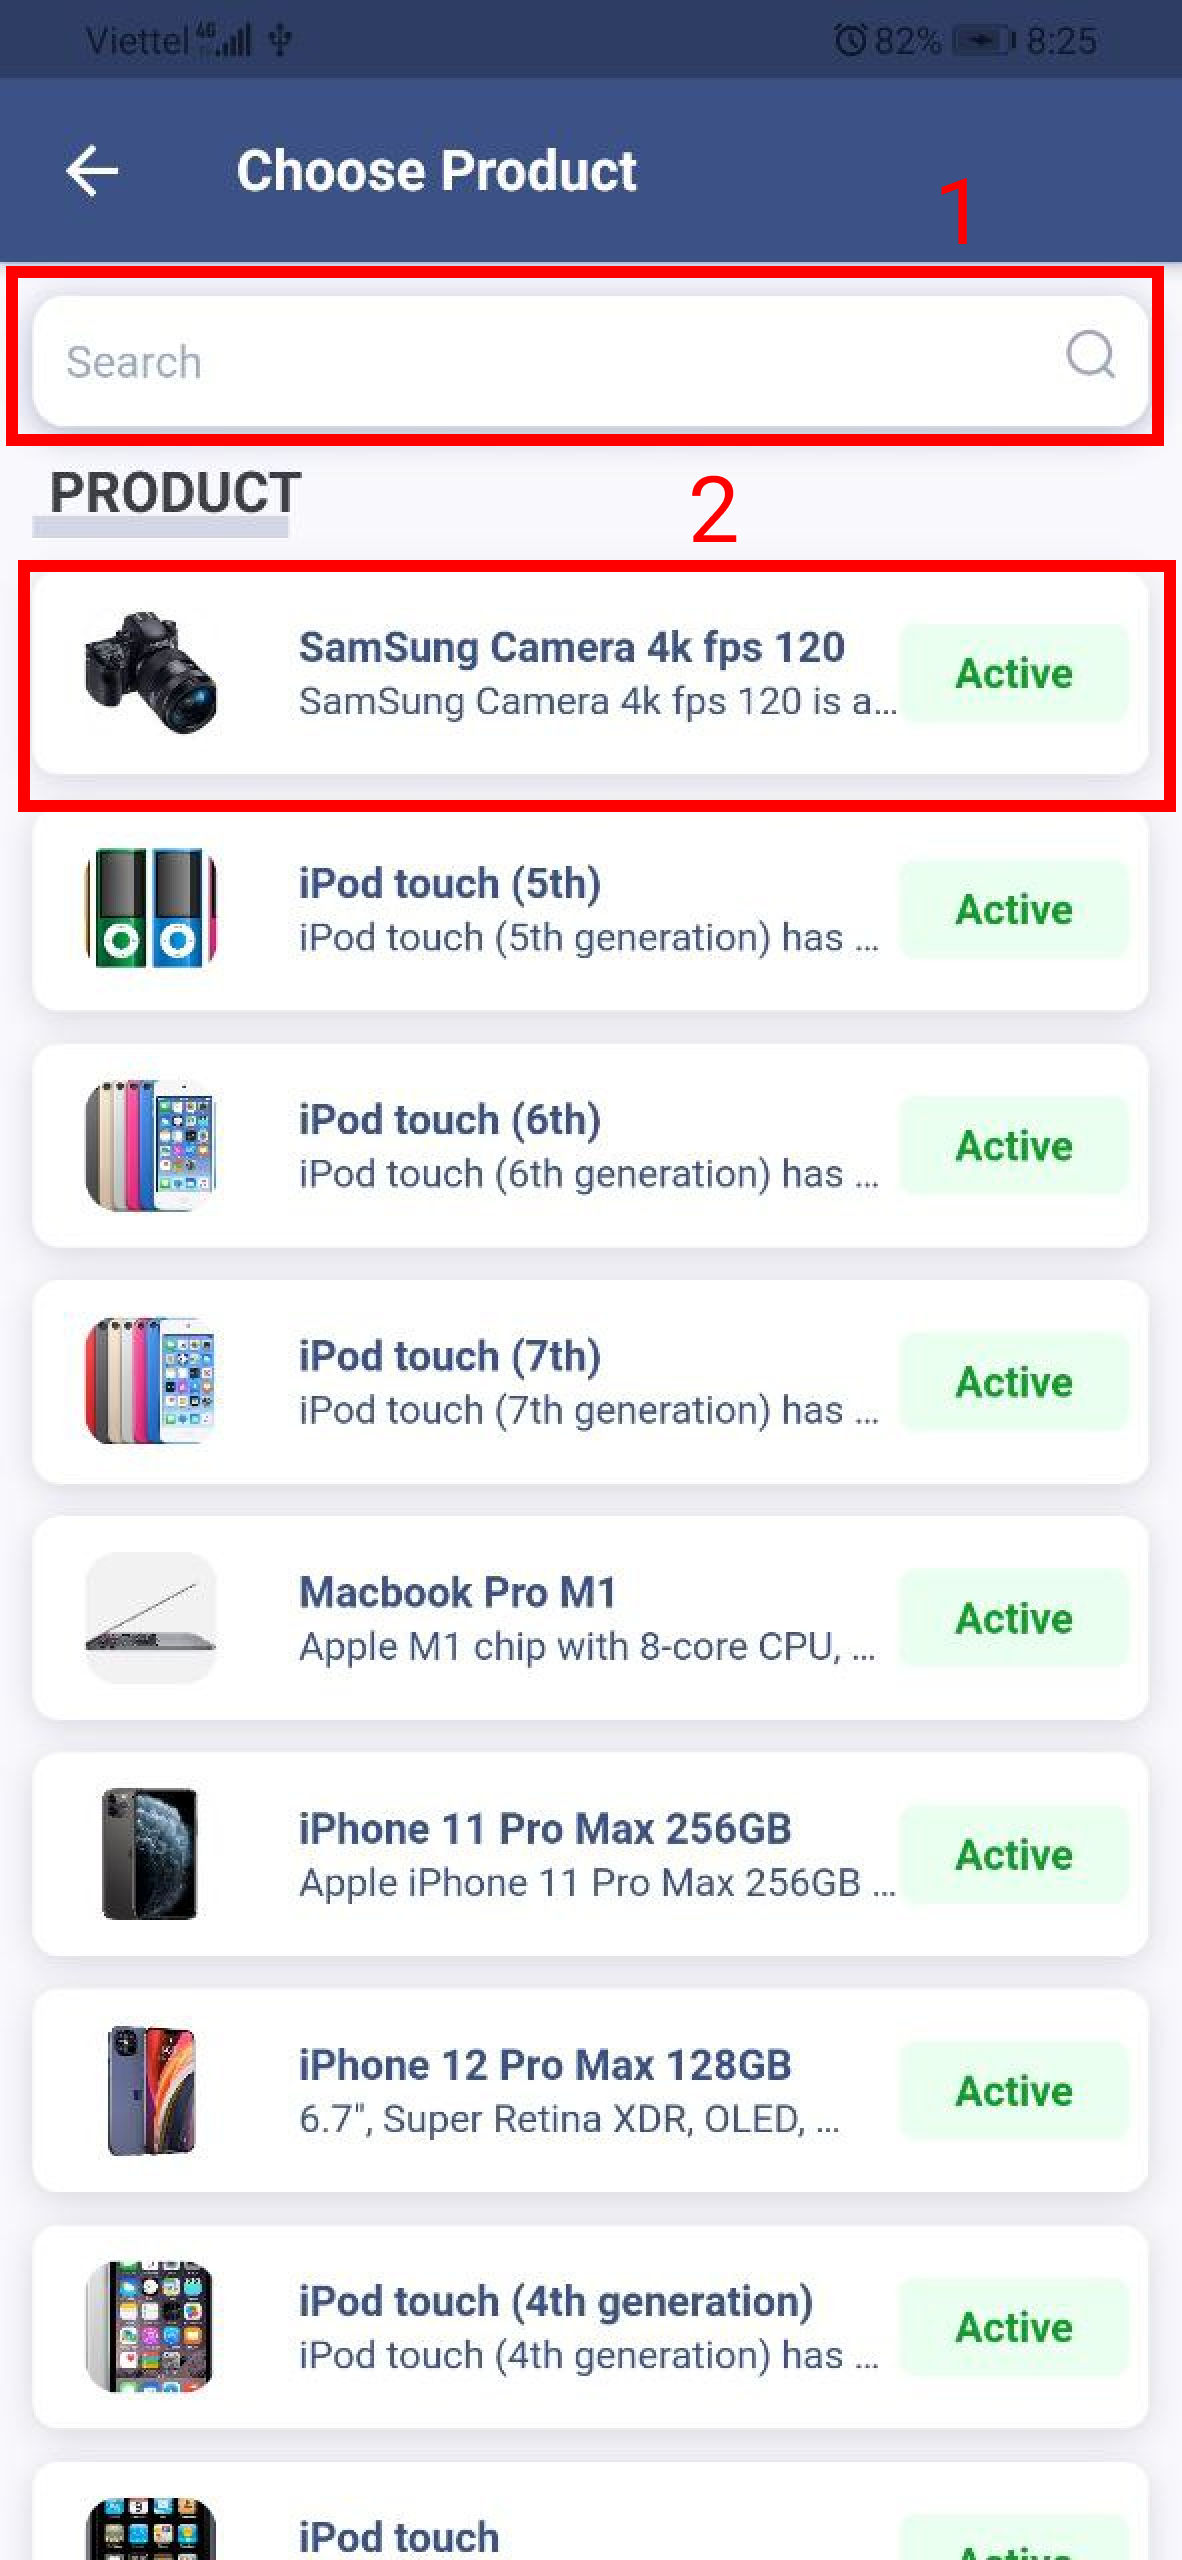 Viettel 4G 82% 8:25
Choose Product
1
Search
PRODUCT
2
SamSung Camera 4k fps 120
SamSung Camera 4k fps 120 is a...
Active
iPod touch (5th)
iPod touch (5th generation) has ...
Active
iPod touch (6th)
iPod touch (6th generation) has ...
Active
iPod touch (7th)
iPod touch (7th generation) has ...
Active
Macbook Pro M1
Apple M1 chip with 8-core CPU, ...
Active
iPhone 11 Pro Max 256GB
Apple iPhone 11 Pro Max 256GB ...
Active
iPhone 12 Pro Max 128GB
6.7", Super Retina XDR, OLED, ...
Active
iPod touch (4th generation)
iPod touch (4th generation) has ...
Active
iPod touch
Active